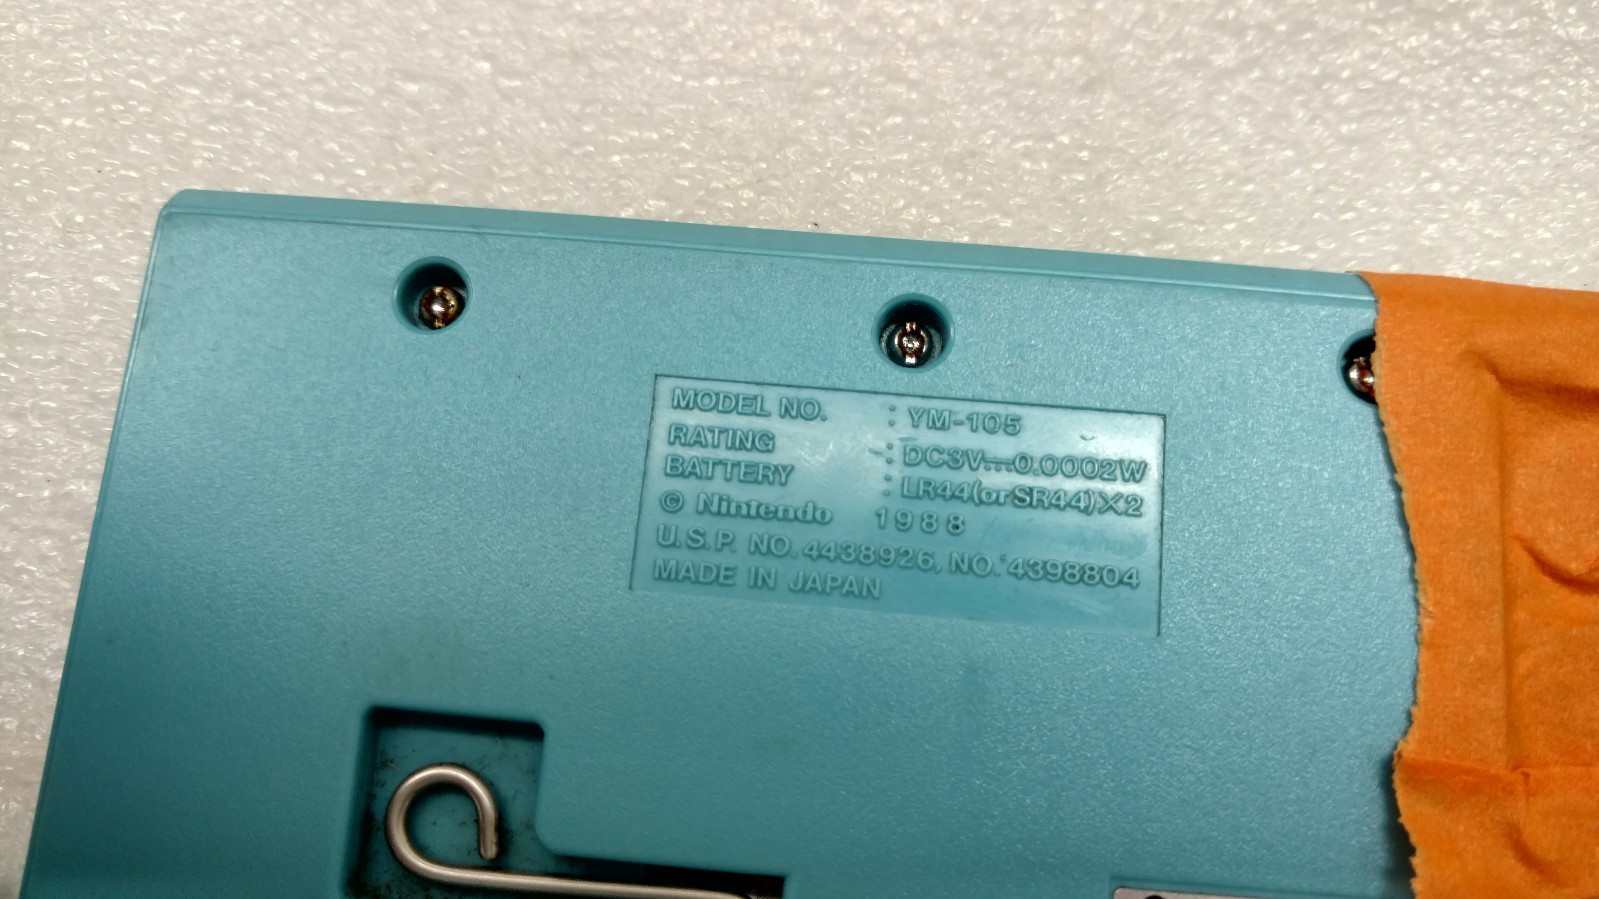 MODEL NO. : YM-105
RATING : DC3V⎓0.0002W
BATTERY : LR44(or SR44)×2
© Nintendo 1988
U.S.P. NO. 4438926, NO. 4398804
MADE IN JAPAN